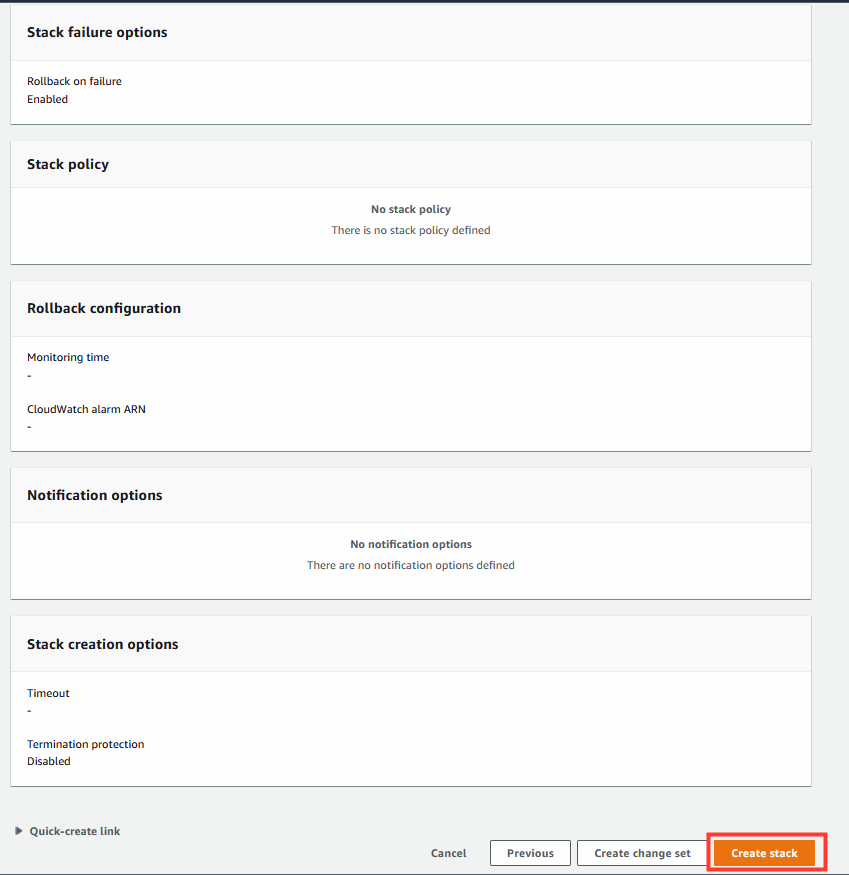 Stack failure options
Rollback on failure
Enabled
Stack policy
No stack policy
There is no stack policy defined
Rollback configuration
Monitoring time
-
CloudWatch alarm ARN
-
Notification options
No notification options
There are no notification options defined
Stack creation options
Timeout
-
Termination protection
Disabled
Quick-create link
Cancel Previous Create change set Create stack